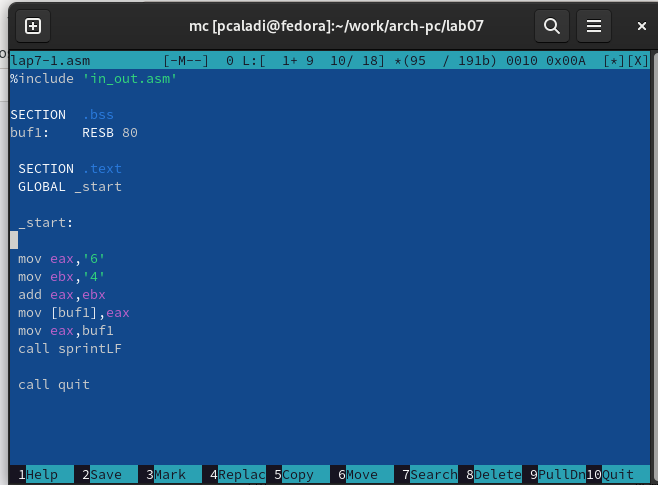 mc [pcaladi@fedora]:~/work/arch-pc/lab07
lap7-1.asm [-M--] 0 L:[ 1+ 9 10/ 18] *(95 / 191b) 0010 0x00A [*][X]
%include 'in_out.asm'
SECTION .bss
buf1: RESB 80
SECTION .text
GLOBAL _start
_start:
mov eax,'6'
mov ebx,'4'
add eax,ebx
mov [buf1],eax
mov eax,buf1
call sprintLF
call quit
1Help 2Save 3Mark 4Replac 5Copy 6Move 7Search 8Delete 9PullDn 10Quit